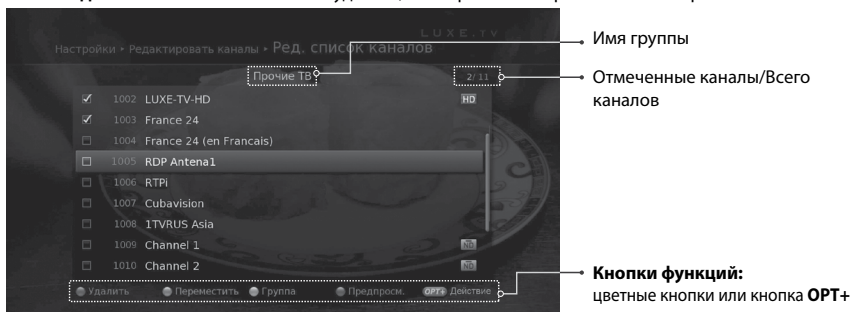 LUXE.TV
Настройки ▸ Редактировать каналы ▸ Ред. список каналов
Имя группы
Прочие ТВ
2/ 11
Отмеченные каналы/Всего
каналов
1002 LUXE-TV-HD HD
1003 France 24
1004 France 24 (en Francais)
1005 RDP Antena1
1006 RTPi
1007 Cubavision
1008 1TVRUS Asia
1009 Channel 1
1010 Channel 2
Удалить Переместить Группа Предпросм. OPT+ Действие
Кнопки функций:
цветные кнопки или кнопка OPT+